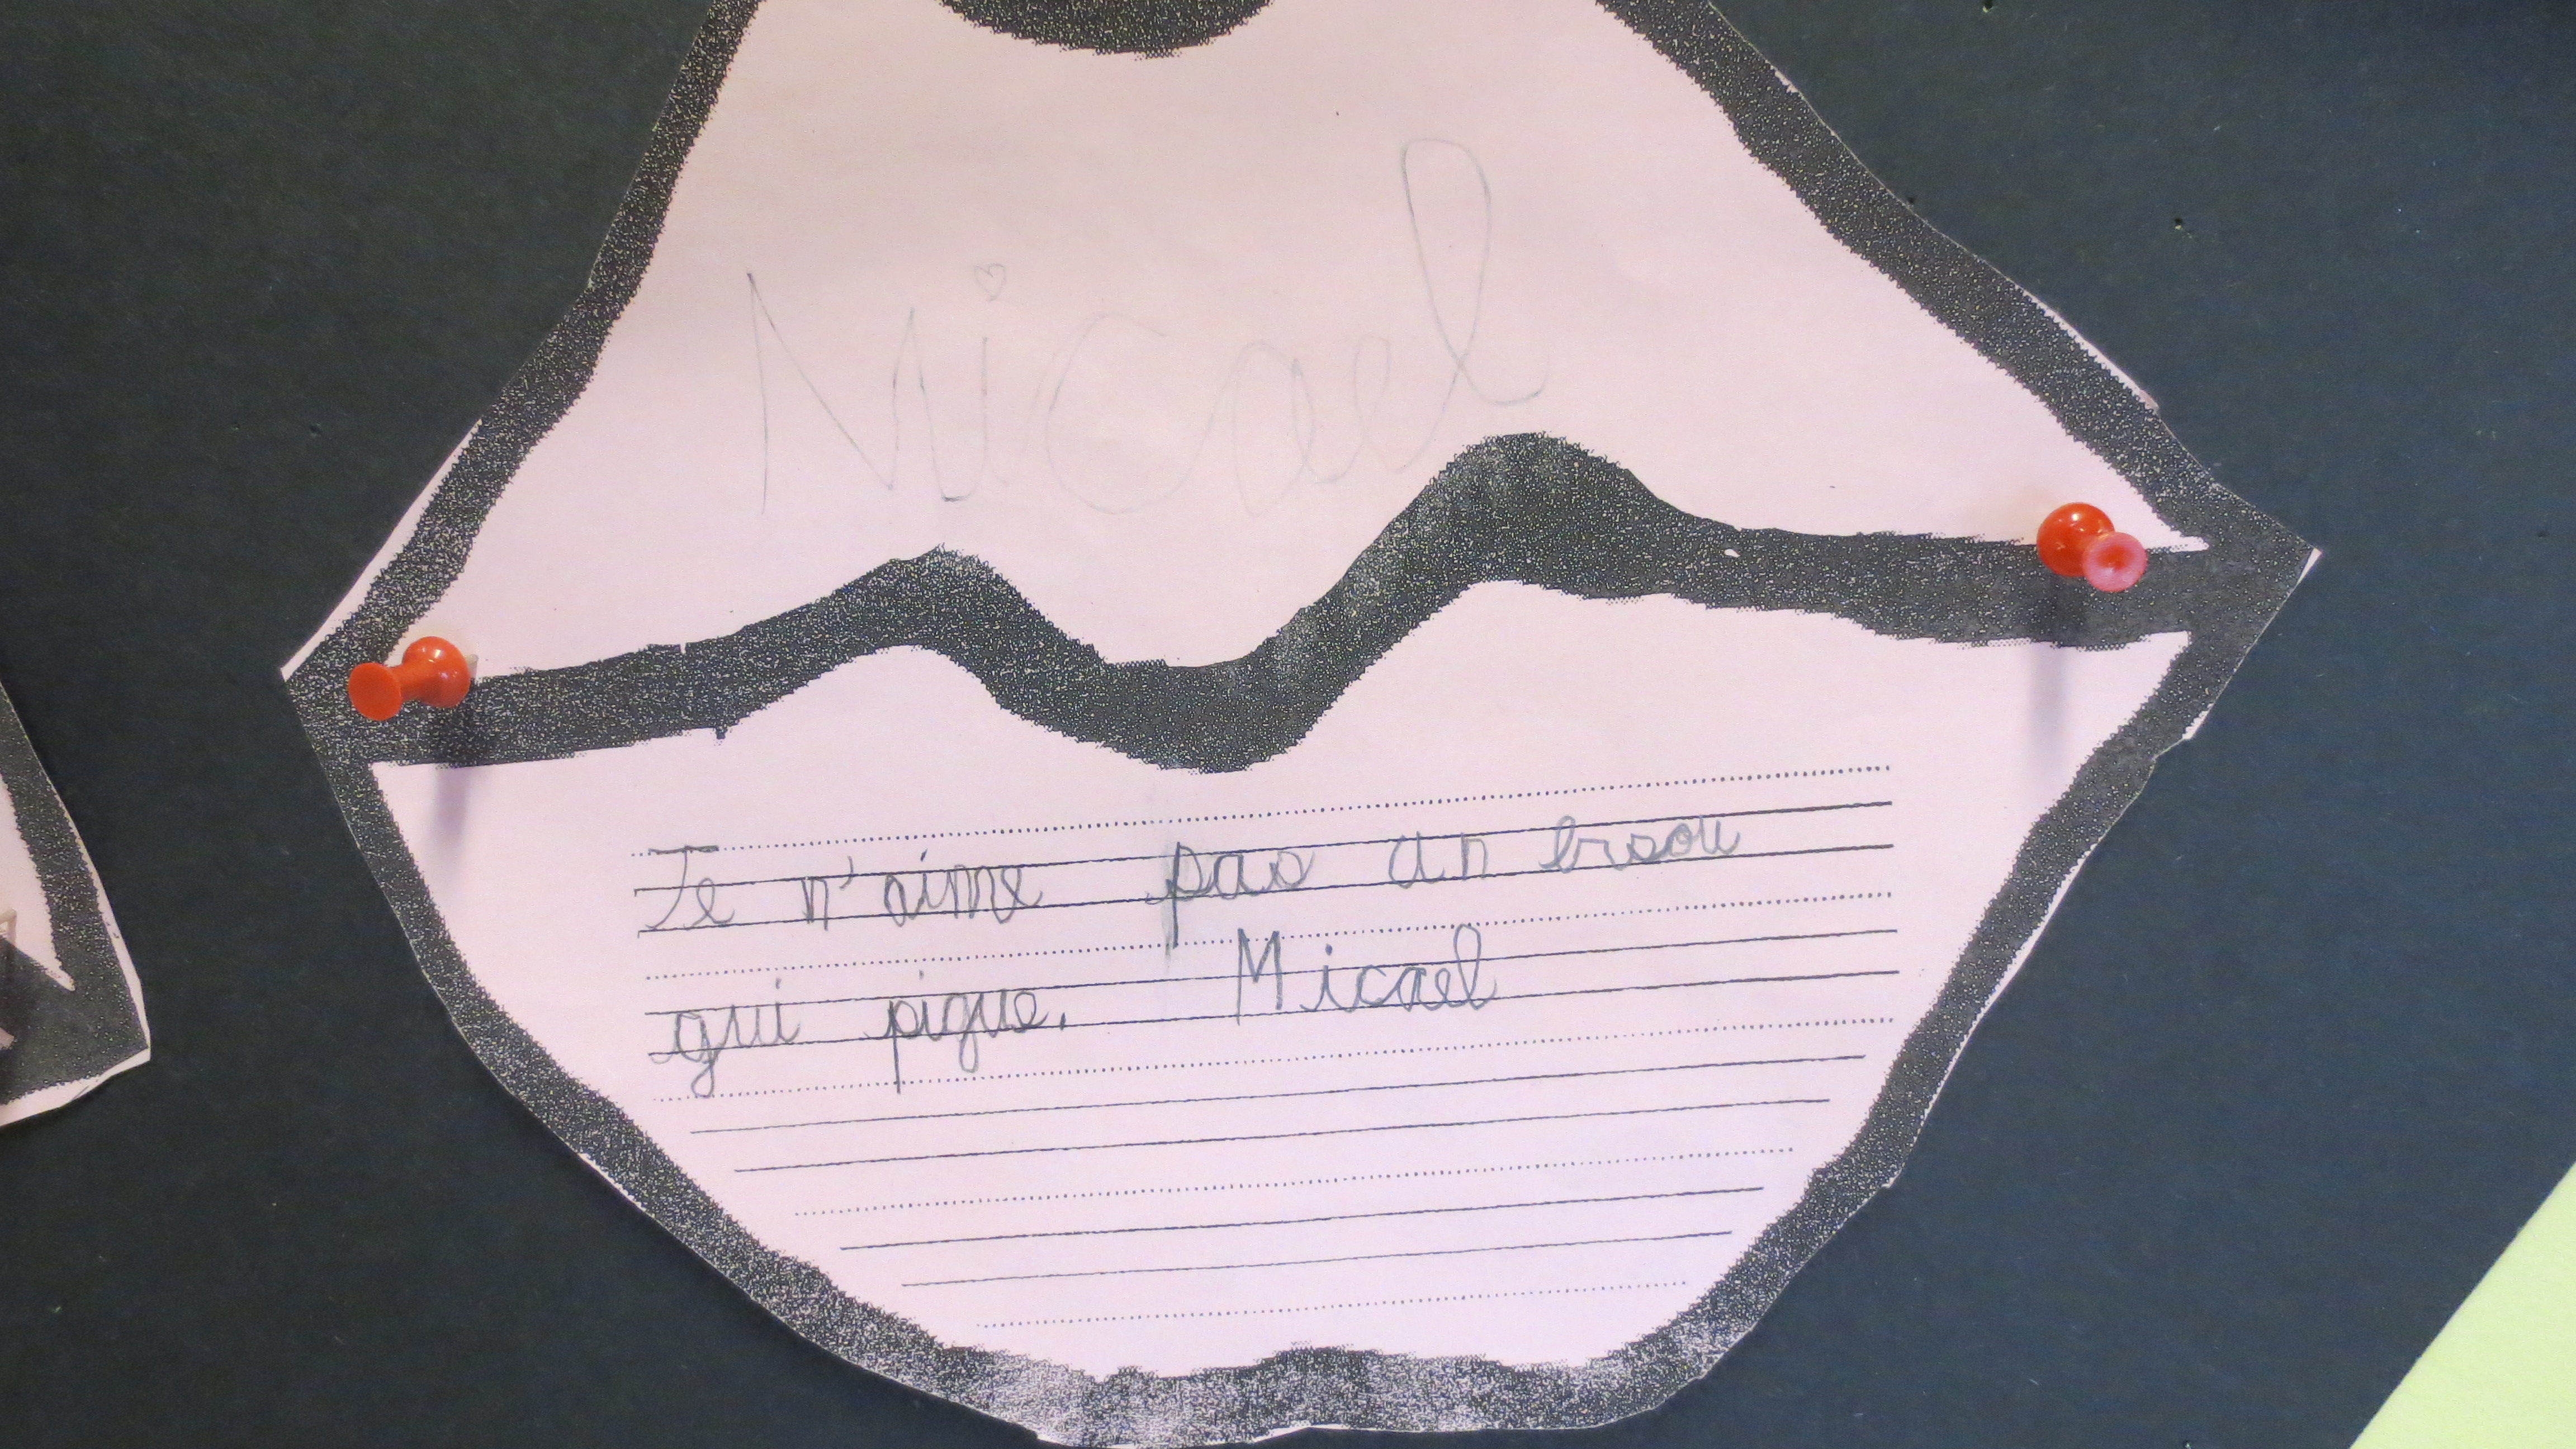 Micael
Je n'aime pas un bisou
qui pique. Micael